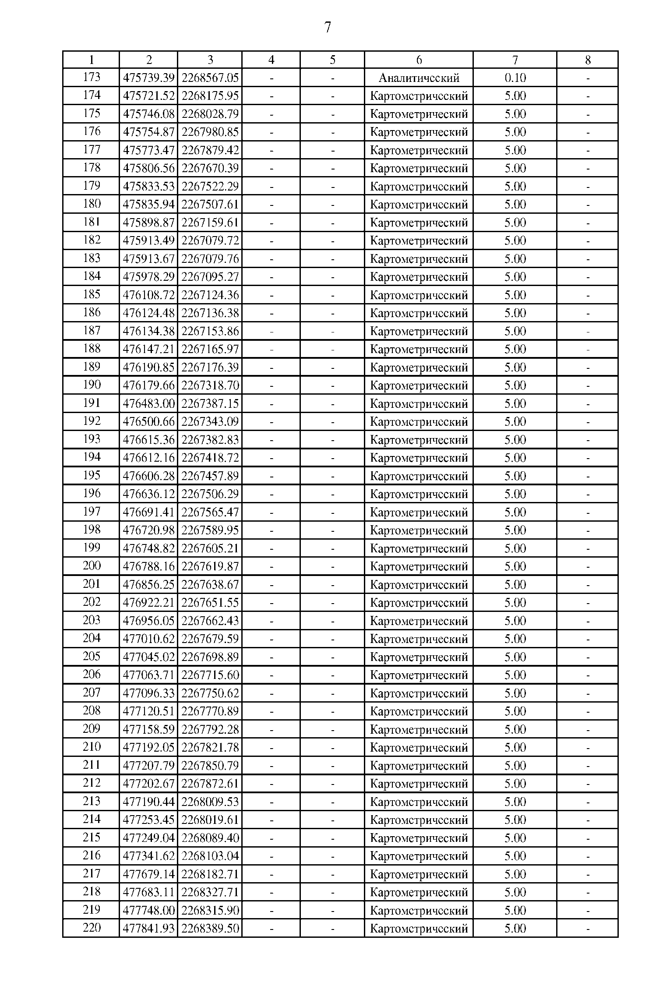 7
1 2 3 4 5 6 7 8
173 475739.39 2268567.05 - - Аналитический 0.10 -
174 475721.52 2268175.95 - - Картометрический 5.00 -
175 475746.08 2268028.79 - - Картометрический 5.00 -
176 475754.87 2267980.85 - - Картометрический 5.00 -
177 475773.47 2267879.42 - - Картометрический 5.00 -
178 475806.56 2267670.39 - - Картометрический 5.00 -
179 475833.53 2267522.29 - - Картометрический 5.00 -
180 475835.94 2267507.61 - - Картометрический 5.00 -
181 475898.87 2267159.61 - - Картометрический 5.00 -
182 475913.49 2267079.72 - - Картометрический 5.00 -
183 475913.67 2267079.76 - - Картометрический 5.00 -
184 475978.29 2267095.27 - - Картометрический 5.00 -
185 476108.72 2267124.36 - - Картометрический 5.00 -
186 476124.48 2267136.38 - - Картометрический 5.00 -
187 476134.38 2267153.86 - - Картометрический 5.00 -
188 476147.21 2267165.97 - - Картометрический 5.00 -
189 476190.85 2267176.39 - - Картометрический 5.00 -
190 476179.66 2267318.70 - - Картометрический 5.00 -
191 476483.00 2267387.15 - - Картометрический 5.00 -
192 476500.66 2267343.09 - - Картометрический 5.00 -
193 476615.36 2267382.83 - - Картометрический 5.00 -
194 476612.16 2267418.72 - - Картометрический 5.00 -
195 476606.28 2267457.89 - - Картометрический 5.00 -
196 476636.12 2267506.29 - - Картометрический 5.00 -
197 476691.41 2267565.47 - - Картометрический 5.00 -
198 476720.98 2267589.95 - - Картометрический 5.00 -
199 476748.82 2267605.21 - - Картометрический 5.00 -
200 476788.16 2267619.87 - - Картометрический 5.00 -
201 476856.25 2267638.67 - - Картометрический 5.00 -
202 476922.21 2267651.55 - - Картометрический 5.00 -
203 476956.05 2267662.43 - - Картометрический 5.00 -
204 477010.62 2267679.59 - - Картометрический 5.00 -
205 477045.02 2267698.89 - - Картометрический 5.00 -
206 477063.71 2267715.60 - - Картометрический 5.00 -
207 477096.33 2267750.62 - - Картометрический 5.00 -
208 477120.51 2267770.89 - - Картометрический 5.00 -
209 477158.59 2267792.28 - - Картометрический 5.00 -
210 477192.05 2267821.78 - - Картометрический 5.00 -
211 477207.79 2267850.79 - - Картометрический 5.00 -
212 477202.67 2267872.61 - - Картометрический 5.00 -
213 477190.44 2268009.53 - - Картометрический 5.00 -
214 477253.45 2268019.61 - - Картометрический 5.00 -
215 477249.04 2268089.40 - - Картометрический 5.00 -
216 477341.62 2268103.04 - - Картометрический 5.00 -
217 477679.14 2268182.71 - - Картометрический 5.00 -
218 477683.11 2268327.71 - - Картометрический 5.00 -
219 477748.00 2268315.90 - - Картометрический 5.00 -
220 477841.93 2268389.50 - - Картометрический 5.00 -